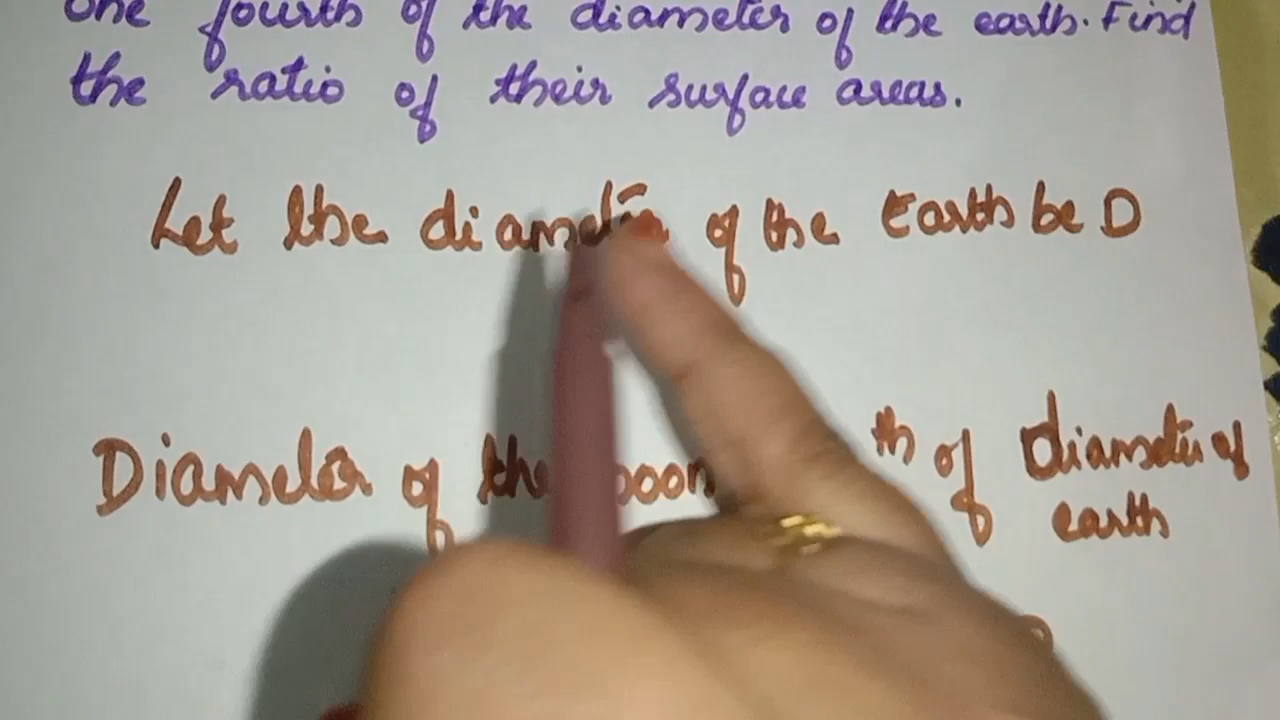 one fourth of the diameter of the earth. Find
the ratio of their surface areas.
Let the diameter of the Earth be D
Diameter of the th of diameter of
earth